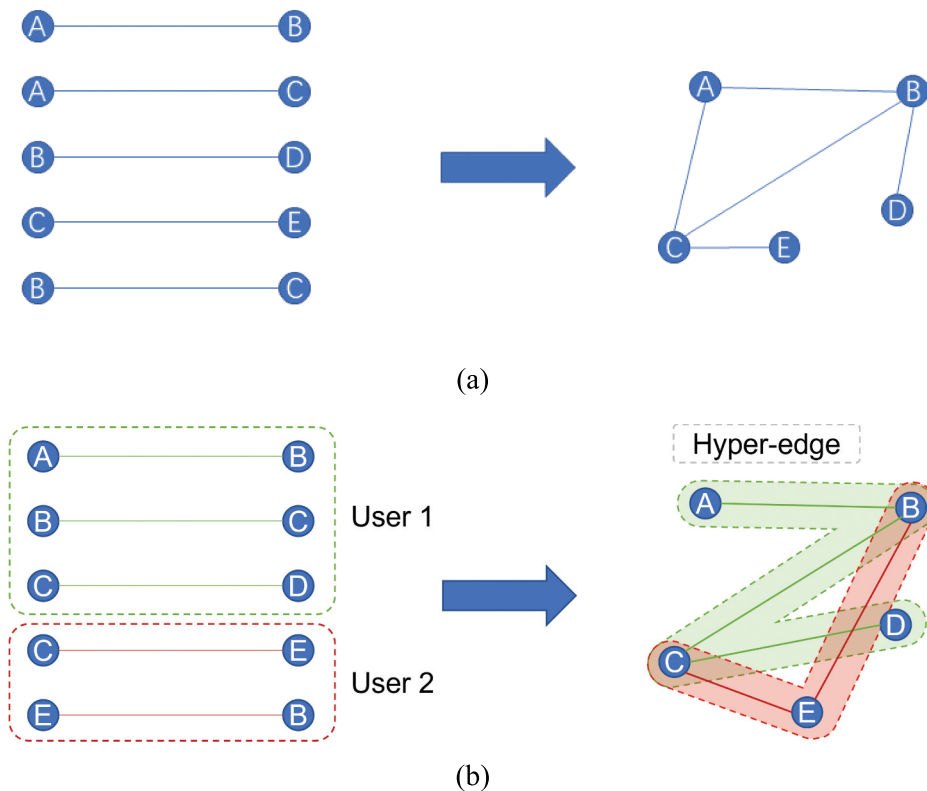 A B
A C
B D
C E
B C
A B
D
C E
(a)
A B
B C
C D
User 1
C E
E B
User 2
Hyper-edge
A B
D
C
E
(b)